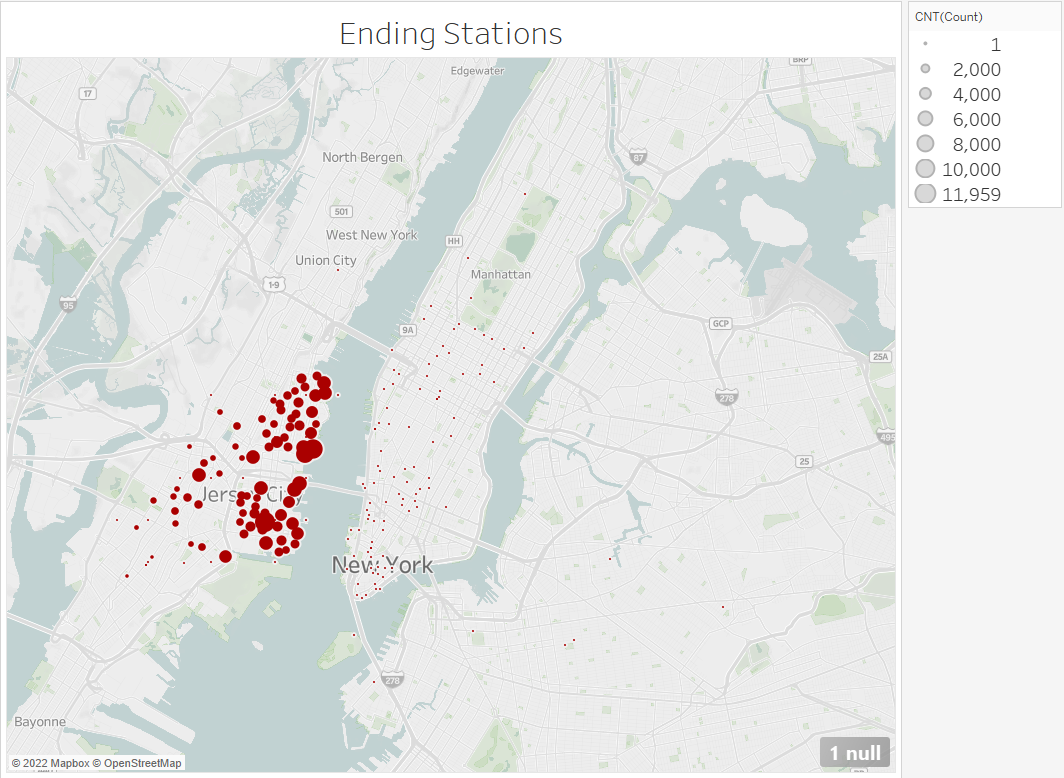 Ending Stations
CNT(Count)
1
2,000
4,000
6,000
8,000
10,000
11,959
Edgewater
BRP
17
North Bergen
87
501
West New York
HH
Union City
Manhattan
1-9
95
9A
GCP
25A
278
495
25
Jersey City
New York
278
Bayonne
1 null
© 2022 Mapbox © OpenStreetMap